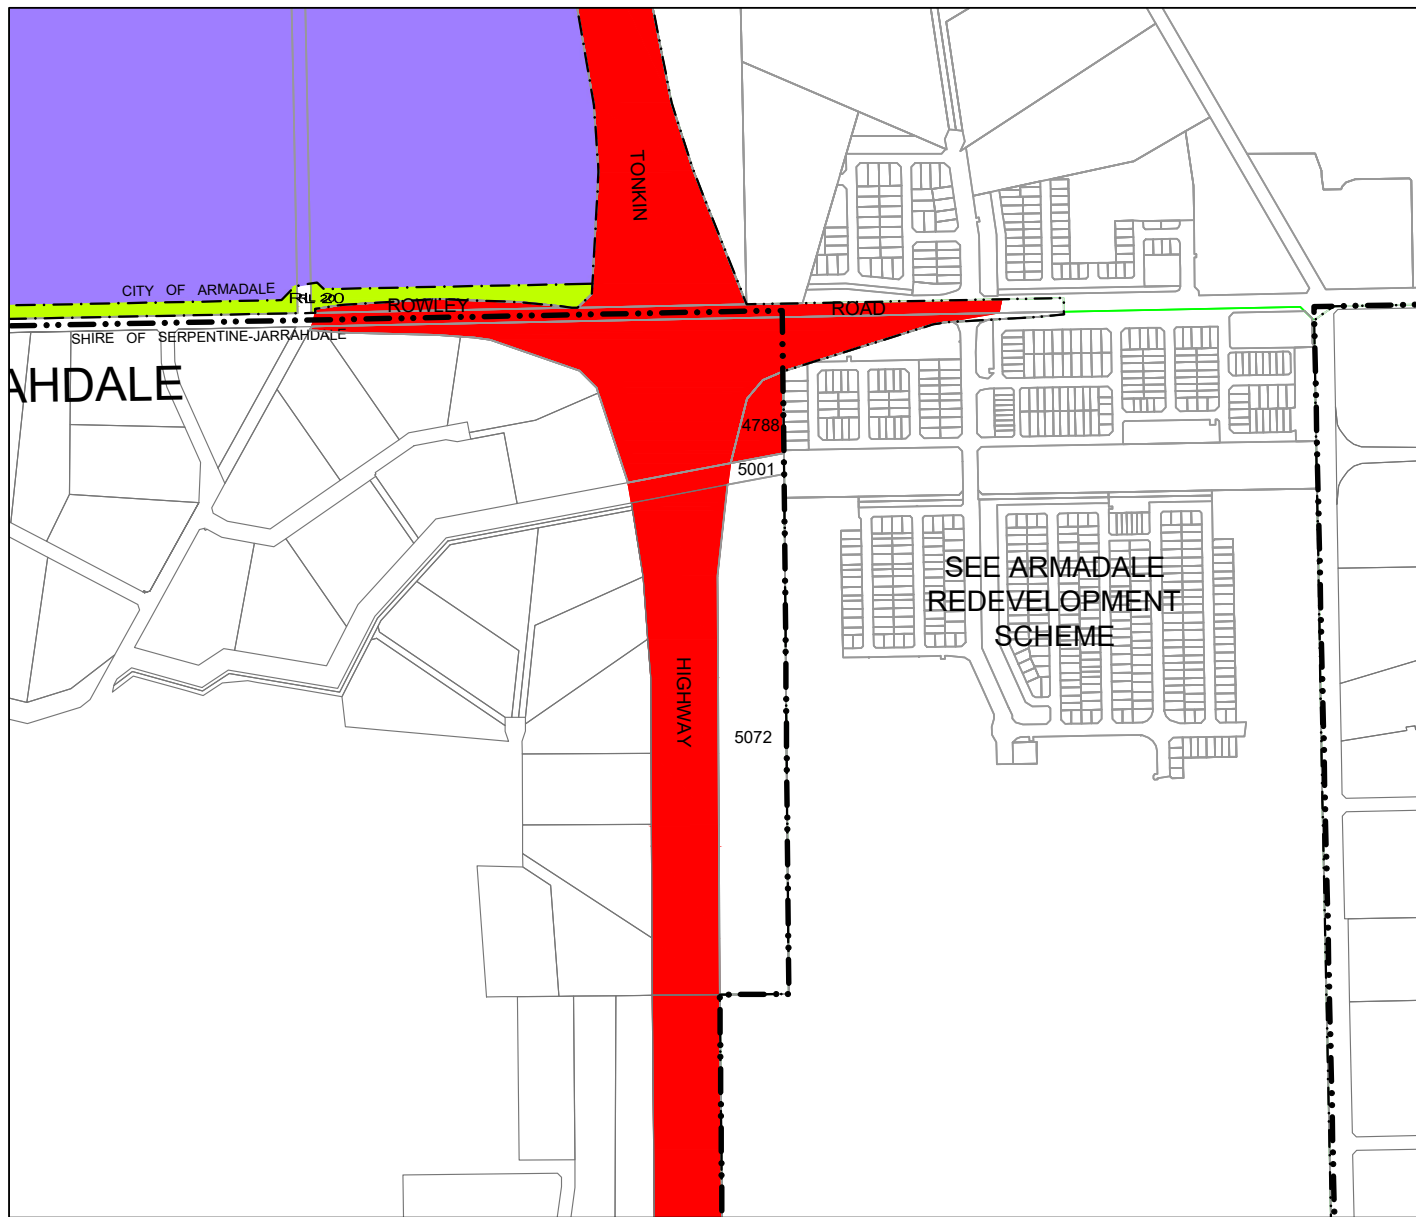 TONKIN
CITY OF ARMADALE
ROWLEY
ROAD
SHIRE OF SERPENTINE-JARRAHDALE
AHDALE
4788
5001
SEE ARMADALE
REDEVELOPMENT
SCHEME
HIGHWAY
5072